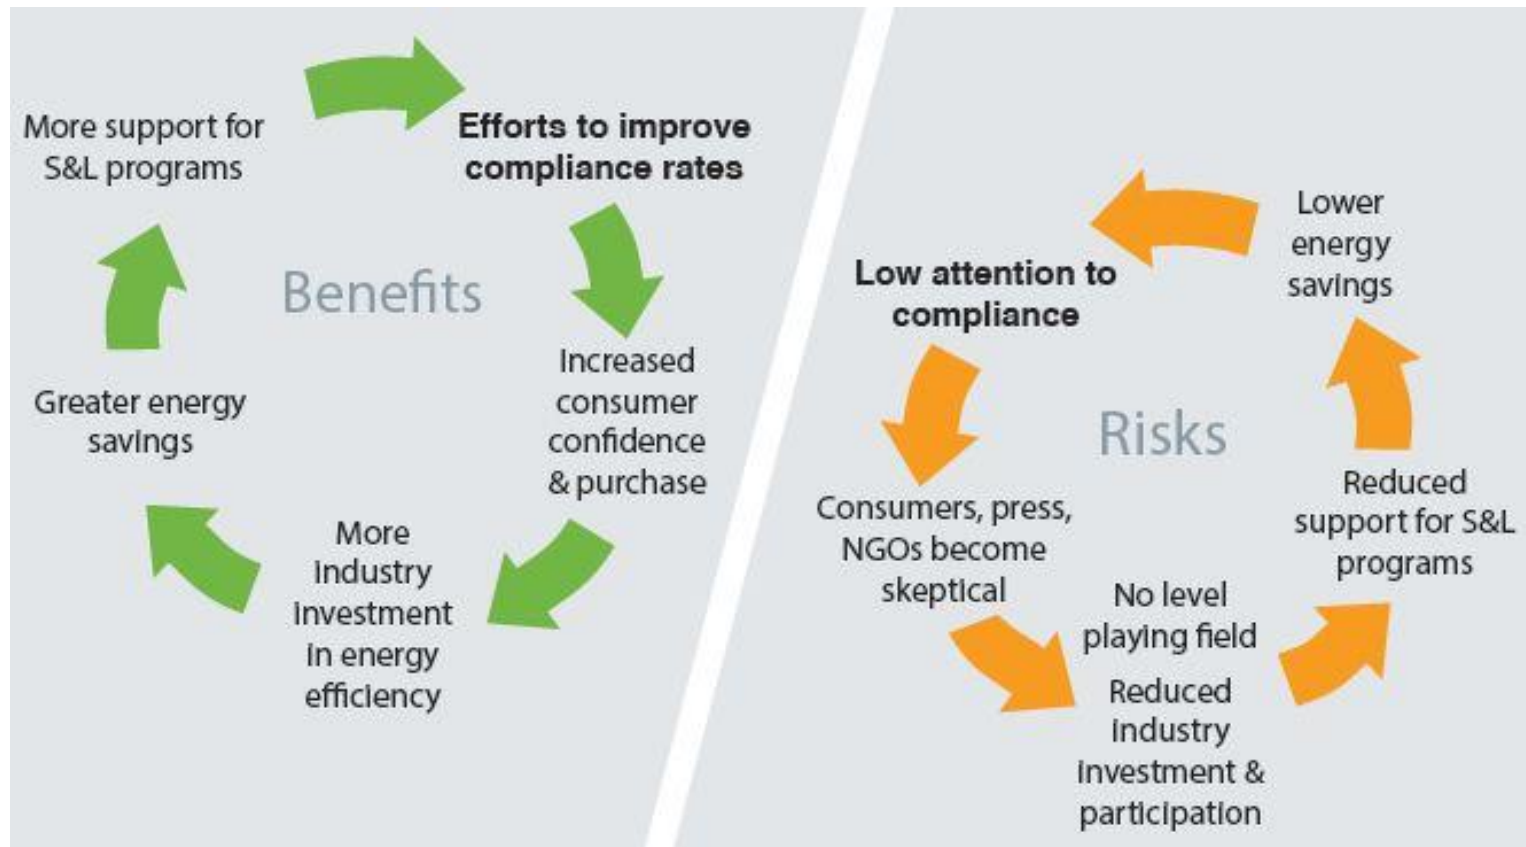 More support for
S&L programs
Efforts to improve
compliance rates
Benefits
Increased
consumer
confidence
& purchase
Greater energy
savings
More
industry
investment
in energy
efficiency
Lower
energy
savings
Low attention to
compliance
Risks
Consumers, press,
NGOs become
skeptical
No level
playing field
Reduced
industry
investment &
participation
Reduced
support for S&L
programs